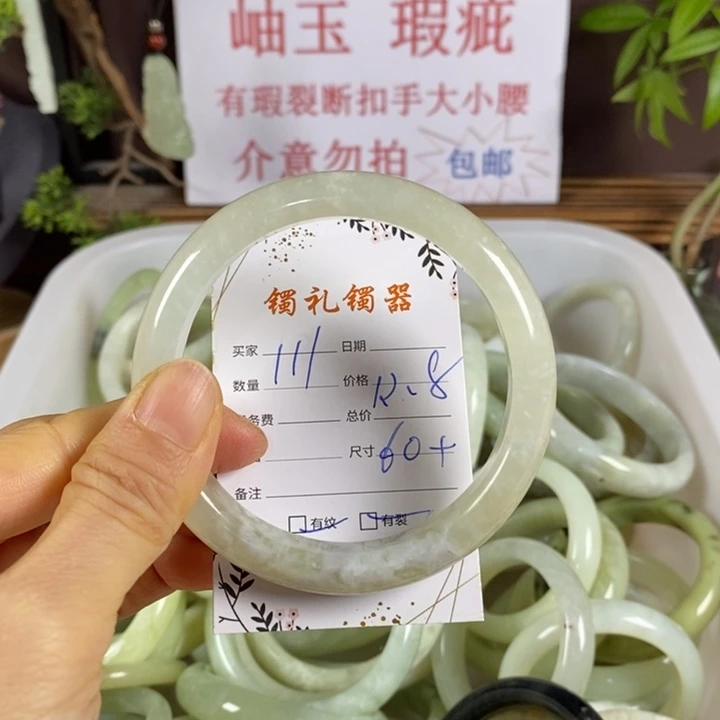 岫玉 瑕疵
有瑕裂断扣手大小腰
介意勿拍 包邮
镯礼镯器
买家 日期
数量 111 价格 12.8
务费 总价
尺寸 60+
备注
有纹 有裂